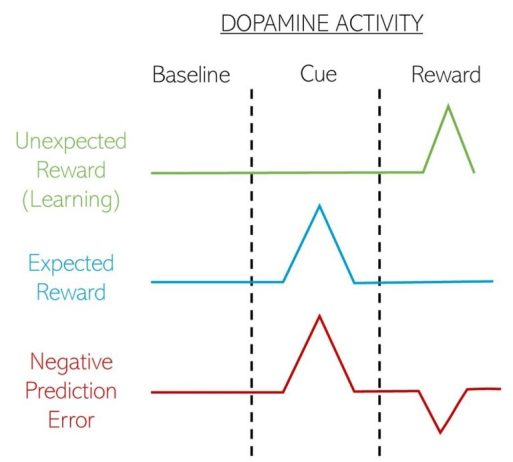 DOPAMINE ACTIVITY
Baseline Cue Reward
Unexpected
Reward
(Learning)
Expected
Reward
Negative
Prediction
Error